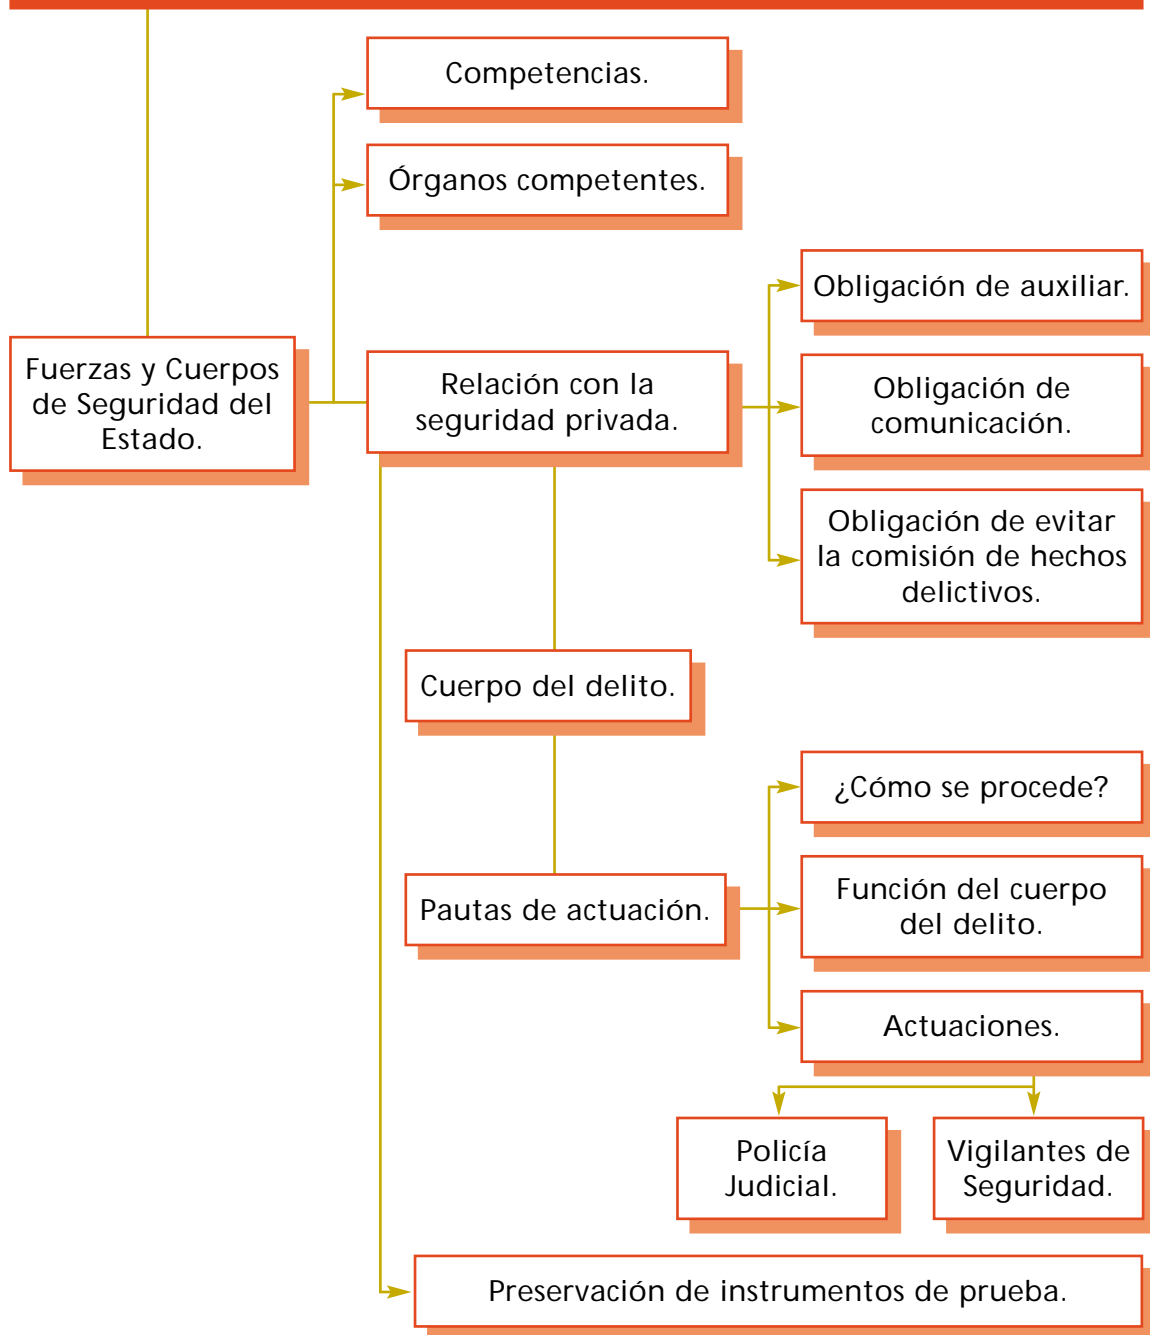 Competencias.
Órganos competentes.
Obligación de auxiliar.
Fuerzas y Cuerpos
de Seguridad del
Estado.
Relación con la
seguridad privada.
Obligación de
comunicación.
Obligación de evitar
la comisión de hechos
delictivos.
Cuerpo del delito.
¿Cómo se procede?
Pautas de actuación.
Función del cuerpo
del delito.
Actuaciones.
Policía
Judicial.
Vigilantes de
Seguridad.
Preservación de instrumentos de prueba.